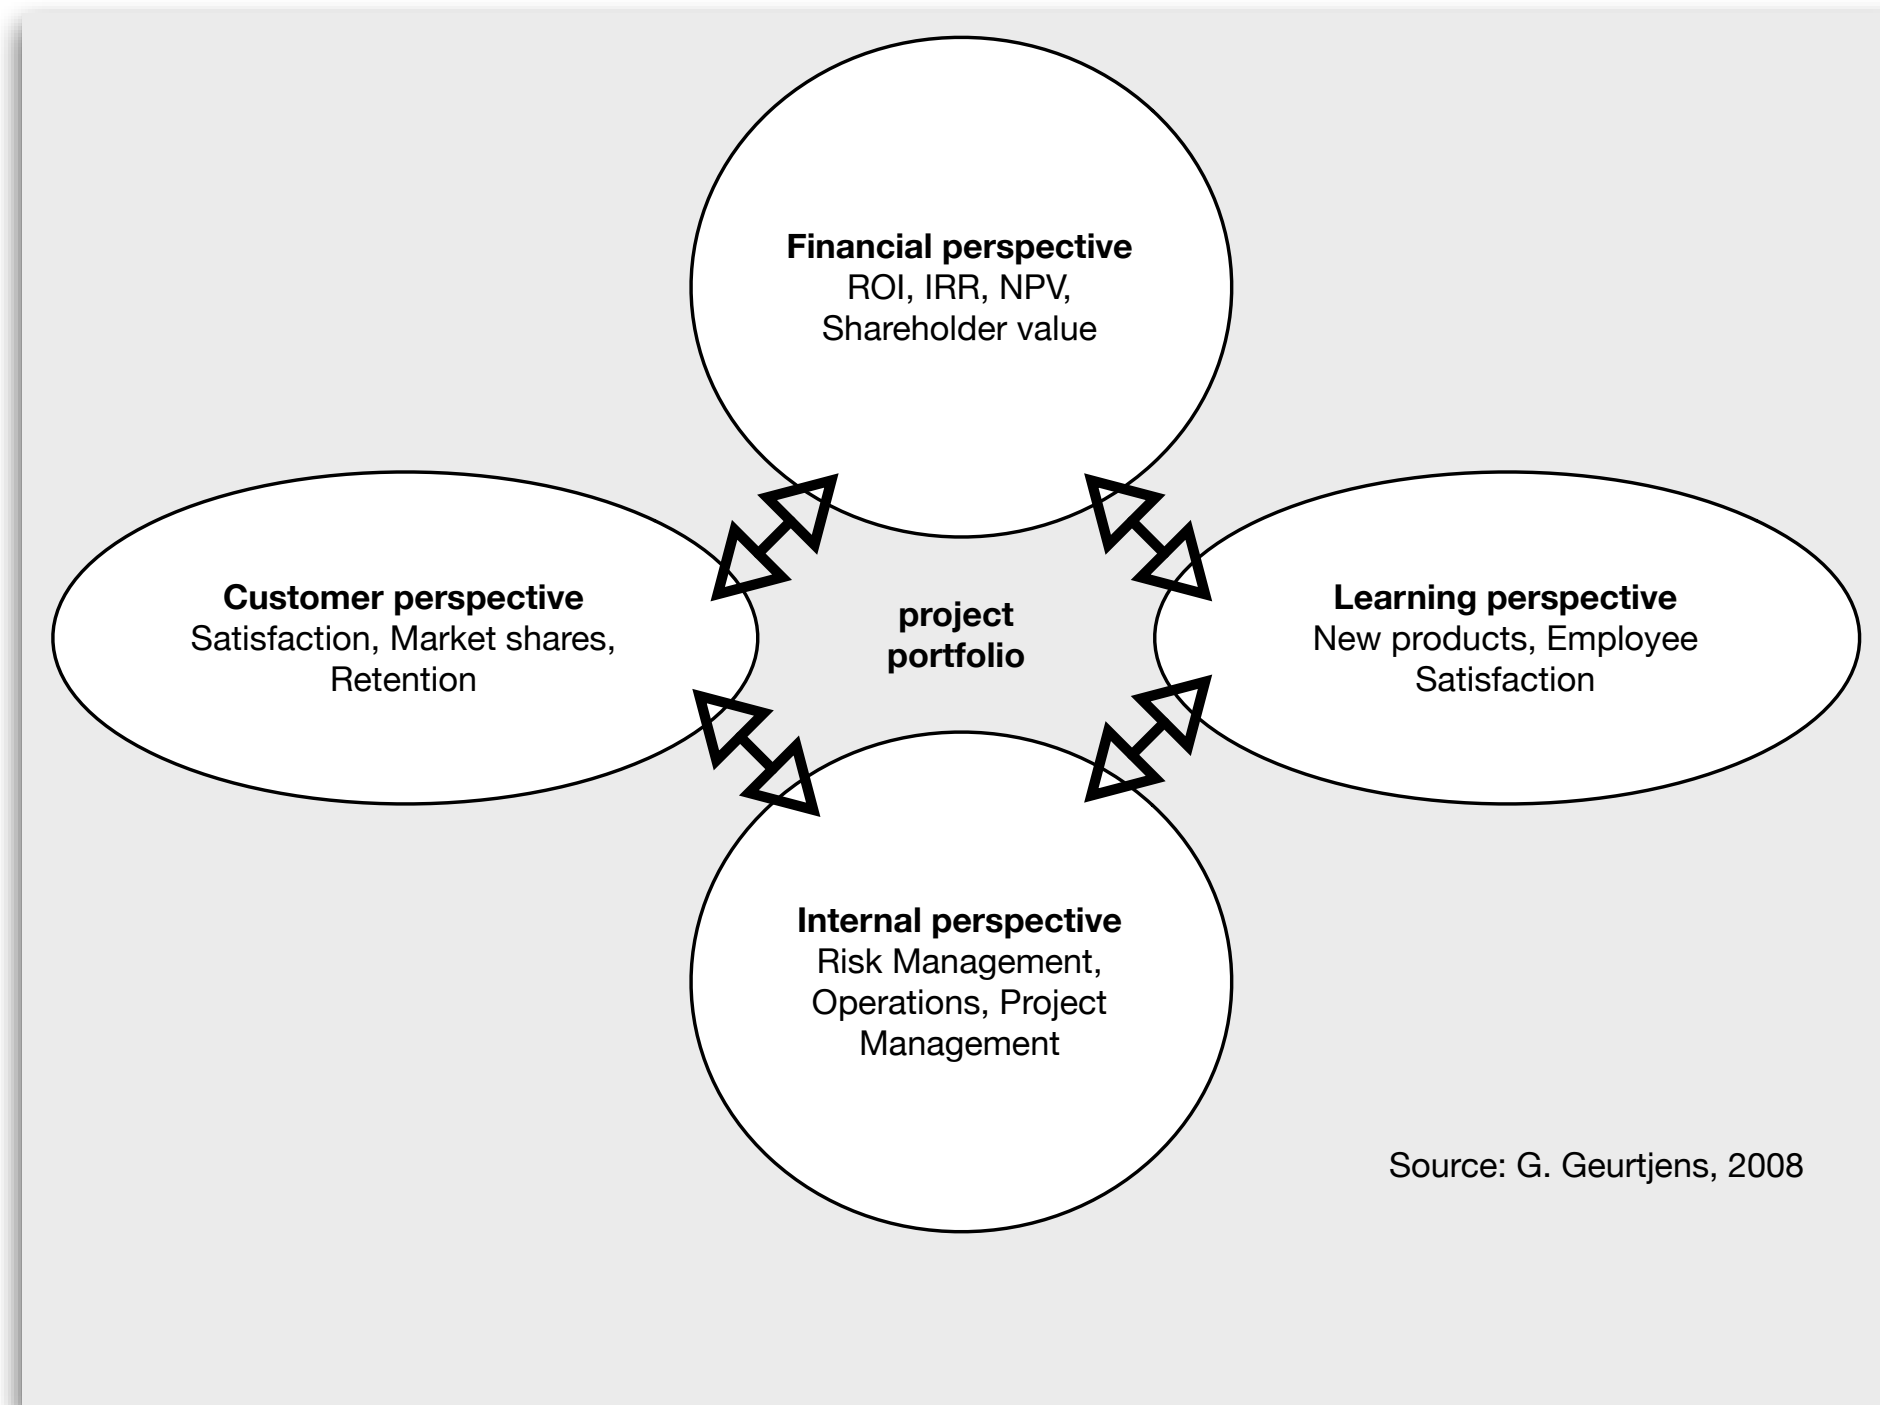 Financial perspective
ROI, IRR, NPV,
Shareholder value
Customer perspective
Satisfaction, Market shares,
Retention
project
portfolio
Learning perspective
New products, Employee
Satisfaction
Internal perspective
Risk Management,
Operations, Project
Management
Source: G. Geurtjens, 2008